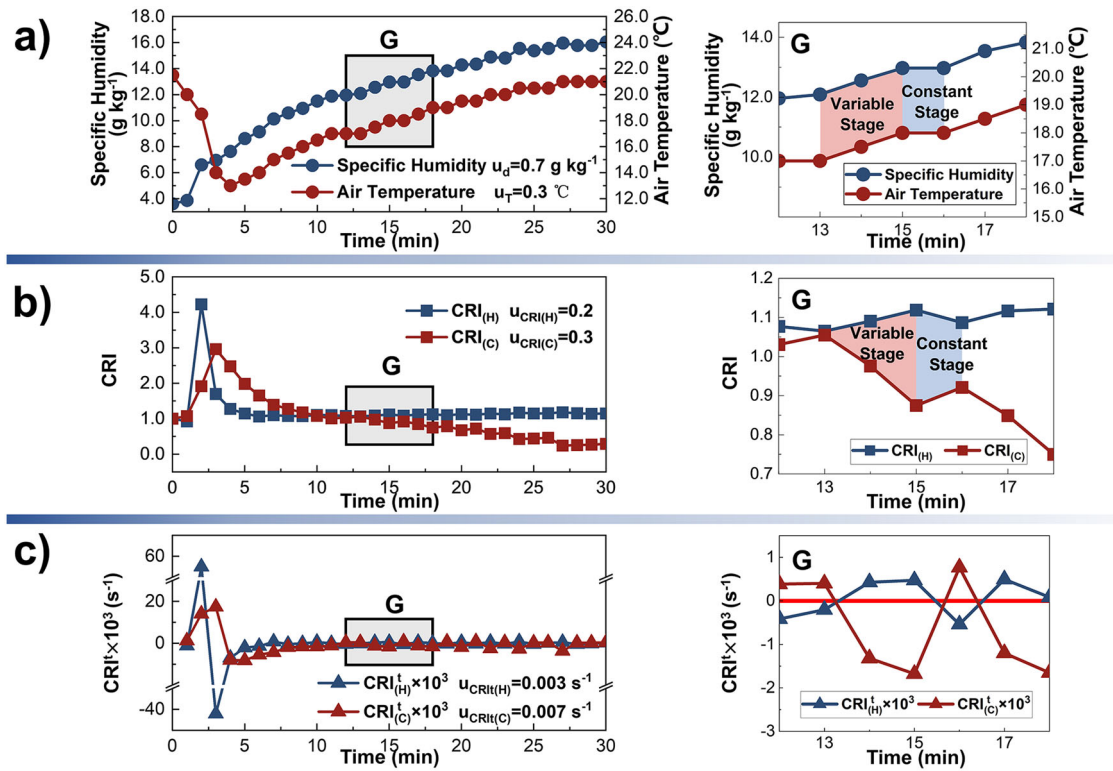 a)
Specific Humidity
(g kg⁻¹)
18.0
16.0
14.0
12.0
10.0
8.0
6.0
4.0
G
Specific Humidity u_d=0.7 g kg⁻¹
Air Temperature u_T=0.3 ℃
26.0
24.0
22.0
20.0
18.0
16.0
14.0
12.0
Air Temperature (℃)
0 5 10 15 20 25 30
Time (min)
Specific Humidity
(g kg⁻¹)
14.0
12.0
10.0
G
Variable
Stage
Constant
Stage
Specific Humidity
Air Temperature
21.0
20.0
19.0
18.0
17.0
16.0
15.0
Air Temperature (℃)
13 15 17
Time (min)
b)
CRI
5.0
4.0
3.0
2.0
1.0
0.0
CRI(H) u_CRI(H)=0.2
CRI(C) u_CRI(C)=0.3
G
0 5 10 15 20 25 30
Time (min)
CRI
1.2
1.1
1.0
0.9
0.8
0.7
G
Variable
Stage
Constant
Stage
CRI(H) CRI(C)
13 15 17
Time (min)
c)
CRIᵗ×10³ (s⁻¹)
60
20
0
-40
G
CRIᵗ(H)×10³ u_CRIt(H)=0.003 s⁻¹
CRIᵗ(C)×10³ u_CRIt(C)=0.007 s⁻¹
0 5 10 15 20 25 30
Time (min)
CRIᵗ×10³ (s⁻¹)
1
0
-1
-2
-3
G
CRIᵗ(H)×10³ CRIᵗ(C)×10³
13 15 17
Time (min)